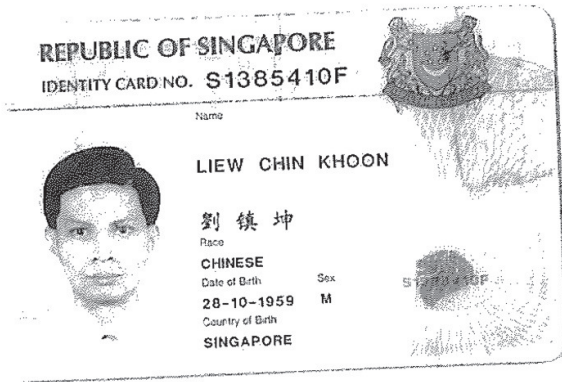 REPUBLIC OF SINGAPORE
IDENTITY CARD NO. S1385410F
Name
LIEW CHIN KHOON
劉镇坤
Race
CHINESE
Date of Birth Sex
28-10-1959 M
Country of Birth
SINGAPORE